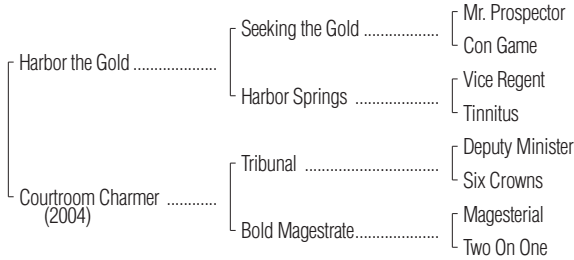 Mr. Prospector
Seeking the Gold ..................
Con Game
Harbor the Gold ....................
Vice Regent
Harbor Springs ....................
Tinnitus
Deputy Minister
Tribunal ................................
Six Crowns
Courtroom Charmer ............
(2004)
Magesterial
Bold Magestrate....................
Two On One